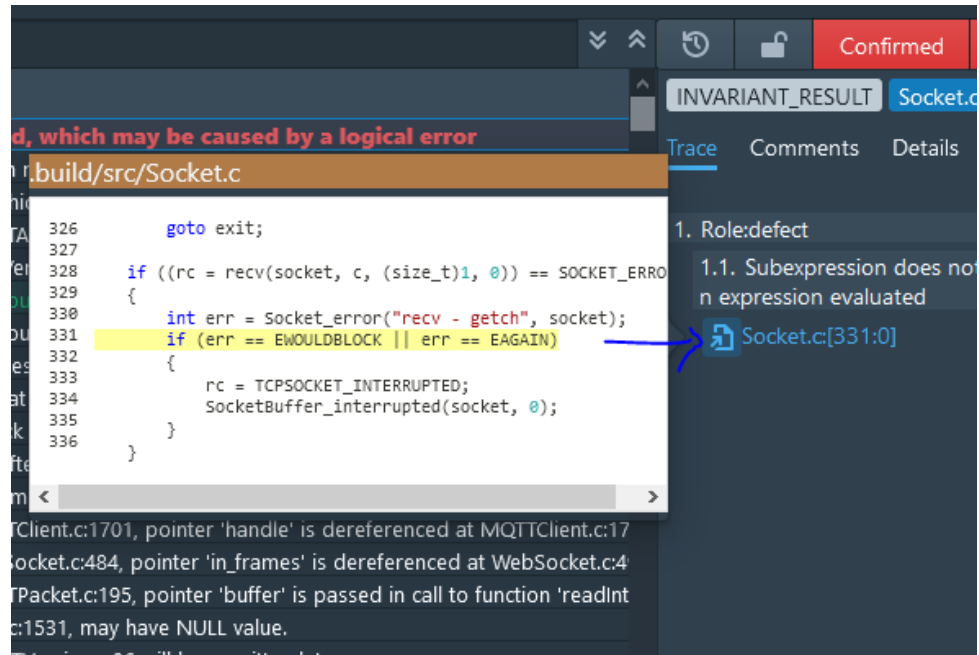 Confirmed
INVARIANT_RESULT Socket.c
d, which may be caused by a logical error
Trace Comments Details
.build/src/Socket.c
326 goto exit;
327
328 if ((rc = recv(socket, c, (size_t)1, 0)) == SOCKET_ERRO
329 {
330 int err = Socket_error("recv - getch", socket);
331 if (err == EWOULDBLOCK || err == EAGAIN)
332 {
333 rc = TCPSOCKET_INTERRUPTED;
334 SocketBuffer_interrupted(socket, 0);
335 }
336 }
1. Role:defect
1.1. Subexpression does not
n expression evaluated
Socket.c:[331:0]
TClient.c:1701, pointer 'handle' is dereferenced at MQTTClient.c:17
Socket.c:484, pointer 'in_frames' is dereferenced at WebSocket.c:4
TPacket.c:195, pointer 'buffer' is passed in call to function 'readInt
c:1531, may have NULL value.